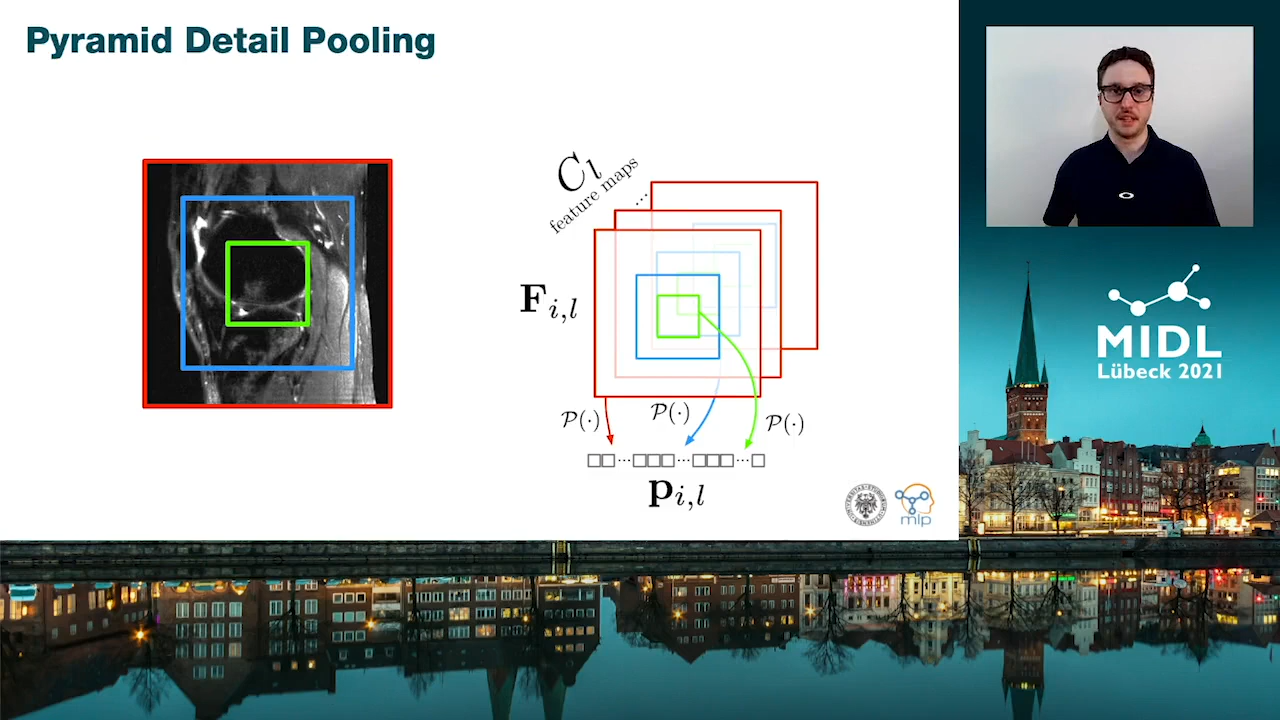 Pyramid Detail Pooling
C_l
feature maps
...
F_{i,l}
P(·)
P(·)
P(·)
... ... ...
p_{i,l}
mlp
MIDL
Lübeck 2021